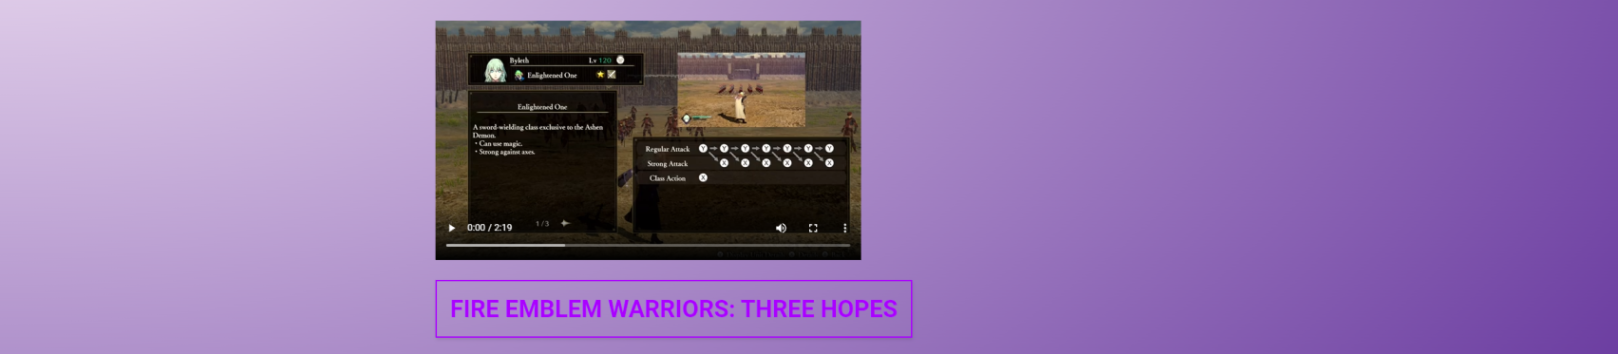 Byleth Lv 120
Enlightened One
Enlightened One
A sword-wielding class exclusive to the Ashen
Demon.
• Can use magic.
• Strong against axes.
Regular Attack Y Y Y Y Y Y Y
Strong Attack X X X X X X
Class Action X
1 / 3
0:00 / 2:19
FIRE EMBLEM WARRIORS: THREE HOPES